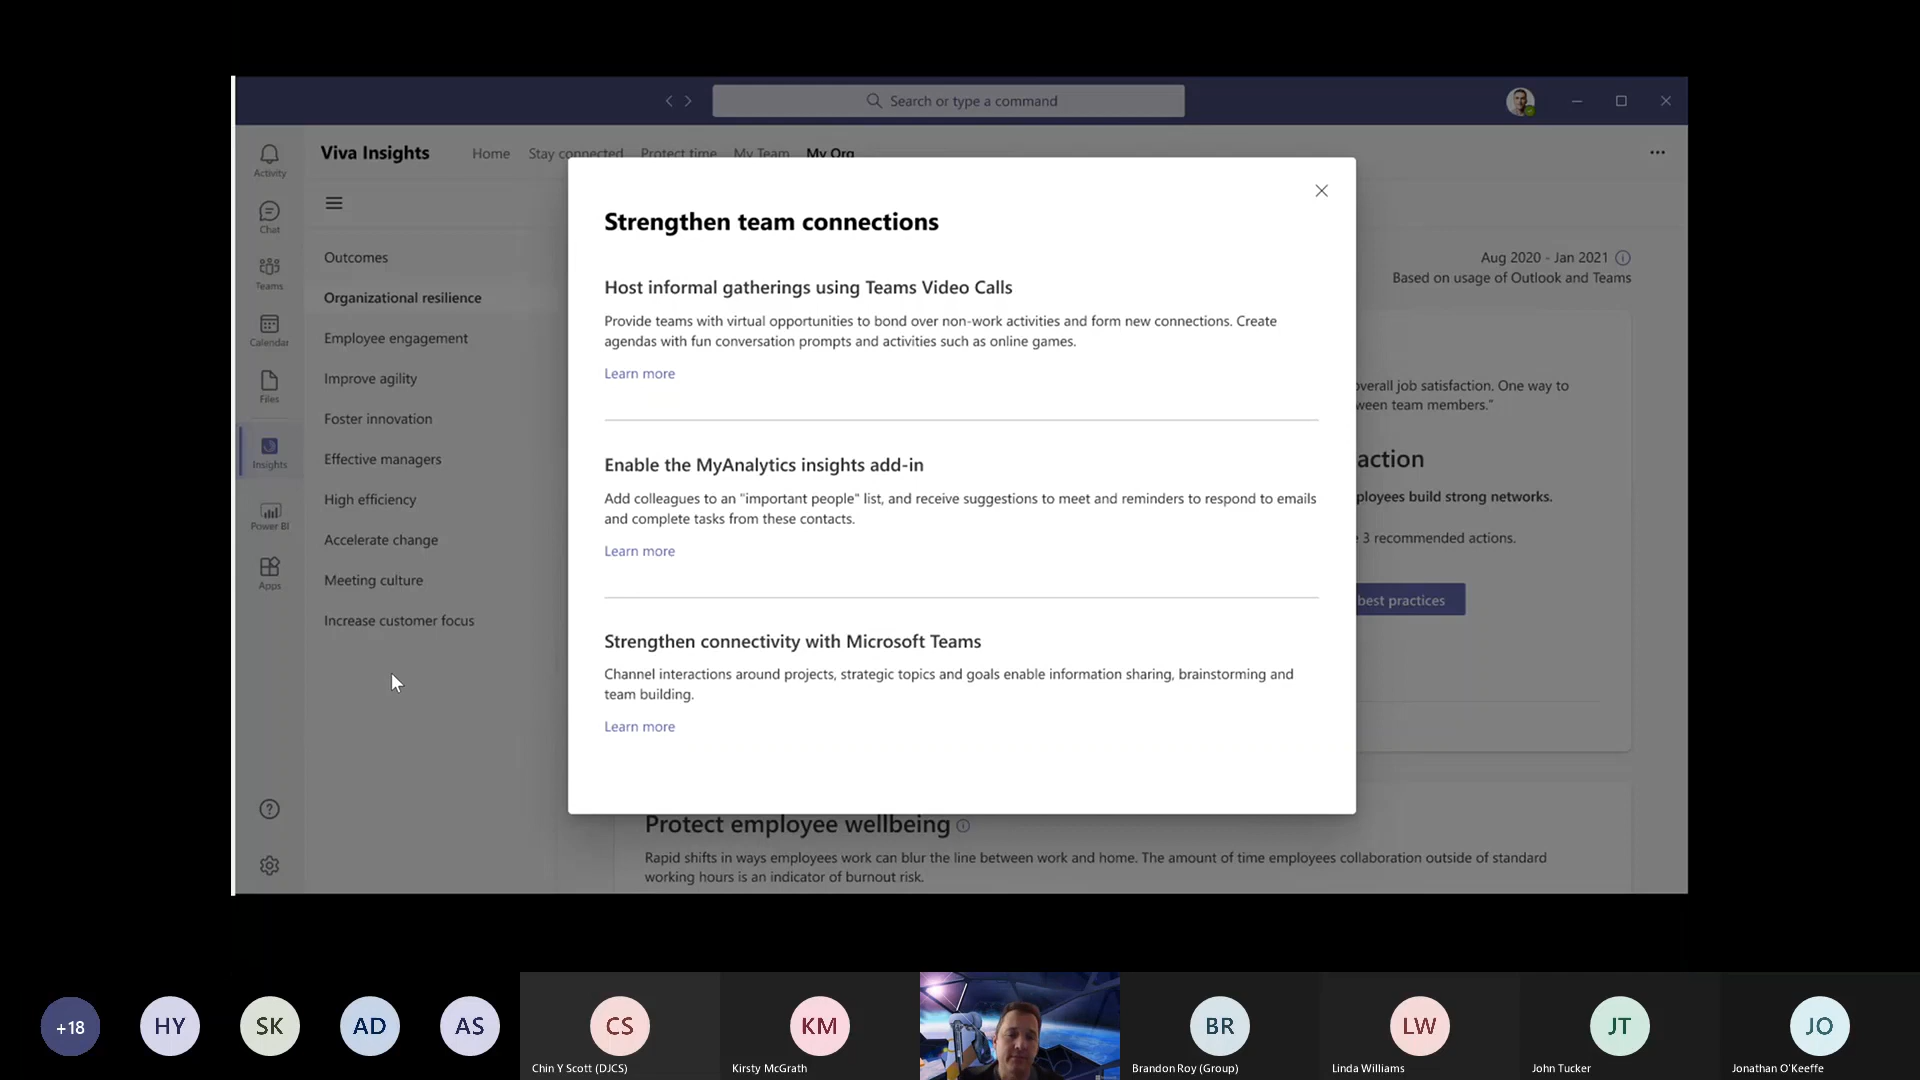 Search or type a command
Viva Insights
Home
Stay connected
Protect time
My Team
My Org
Activity
Chat
Teams
Calendar
Files
Insights
Power BI
Apps
Outcomes
Organizational resilience
Employee engagement
Improve agility
Foster innovation
Effective managers
High efficiency
Accelerate change
Meeting culture
Increase customer focus
Strengthen team connections
Host informal gatherings using Teams Video Calls
Provide teams with virtual opportunities to bond over non-work activities and form new connections. Create
agendas with fun conversation prompts and activities such as online games.
Learn more
Enable the MyAnalytics insights add-in
Add colleagues to an "important people" list, and receive suggestions to meet and reminders to respond to emails
and complete tasks from these contacts.
Learn more
Strengthen connectivity with Microsoft Teams
Channel interactions around projects, strategic topics and goals enable information sharing, brainstorming and
team building.
Learn more
Aug 2020 - Jan 2021
Based on usage of Outlook and Teams
overall job satisfaction. One way to
ween team members."
action
ployees build strong networks.
3 recommended actions.
best practices
Protect employee wellbeing
Rapid shifts in ways employees work can blur the line between work and home. The amount of time employees collaboration outside of standard
working hours is an indicator of burnout risk.
+18
HY
SK
AD
AS
CS
Chin Y Scott (DJCS)
KM
Kirsty McGrath
BR
Brandon Roy (Group)
LW
Linda Williams
JT
John Tucker
JO
Jonathan O'Keeffe